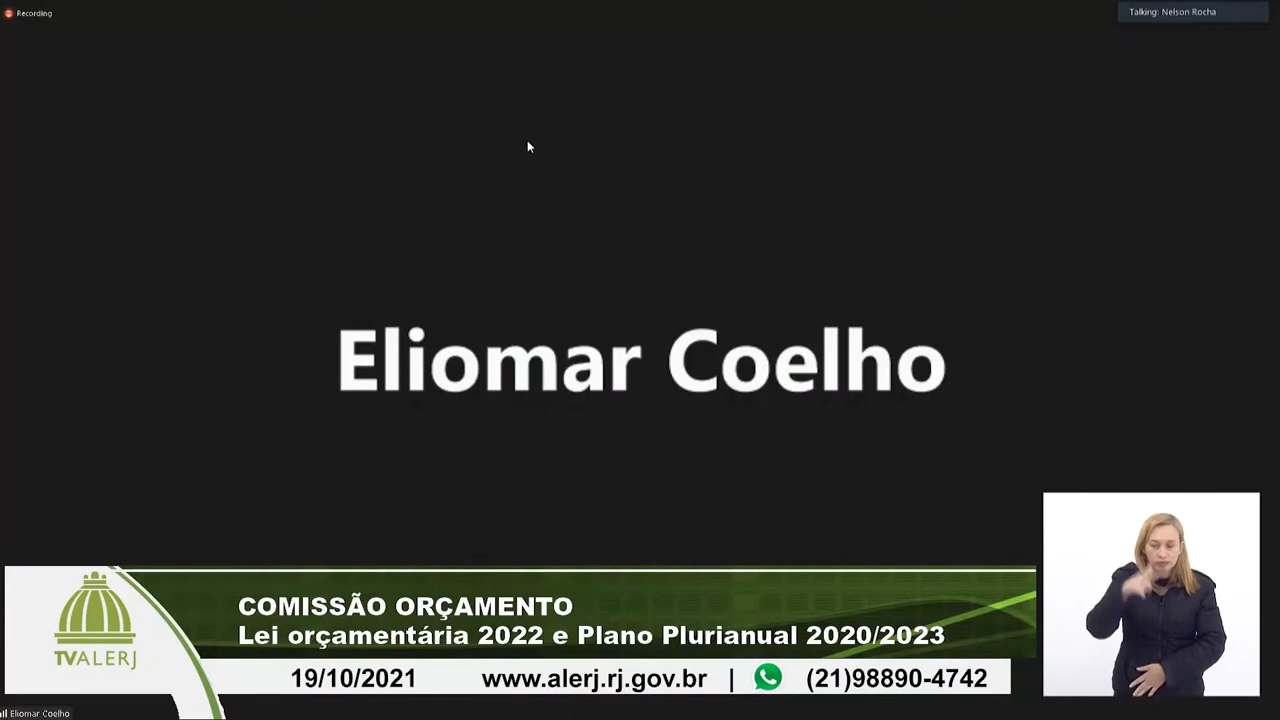 Recording
Talking: Nelson Rocha
Eliomar Coelho
COMISSÃO ORÇAMENTO
Lei orçamentária 2022 e Plano Plurianual 2020/2023
TVALERJ
19/10/2021 www.alerj.rj.gov.br | (21)98890-4742
Eliomar Coelho